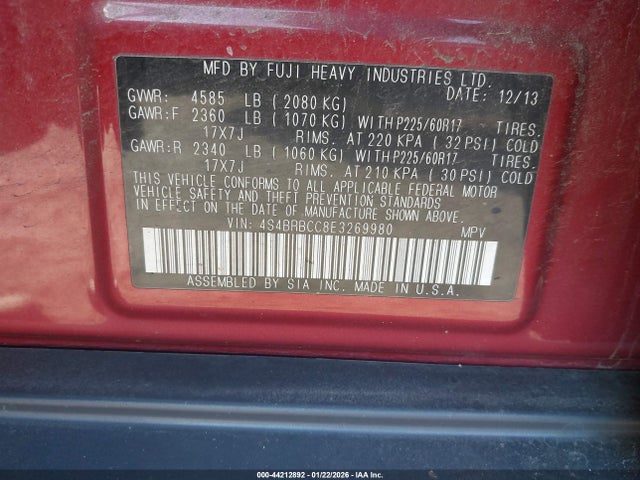 MFD BY FUJI HEAVY INDUSTRIES LTD.
DATE: 12/13
GVWR: 4585 LB ( 2080 KG)
GAWR:F 2360 LB ( 1070 KG) WITH P225/60R17 TIRES.
17X7J RIMS. AT 220 KPA ( 32 PSI) COLD
GAWR:R 2340 LB ( 1060 KG) WITH P225/60R17 TIRES.
17X7J RIMS. AT 210 KPA ( 30 PSI) COLD
THIS VEHICLE CONFORMS TO ALL APPLICABLE FEDERAL MOTOR
VEHICLE SAFETY AND THEFT PREVENTION STANDARDS
IN EFFECT ON THE DATE OF MANUFACTURE SHOWN ABOVE.
VIN: 4S4BRBCC8E3269980 MPV
ASSEMBLED BY SIA INC. MADE IN U.S.A.
000-44212892 - 01/22/2026 - IAA Inc.